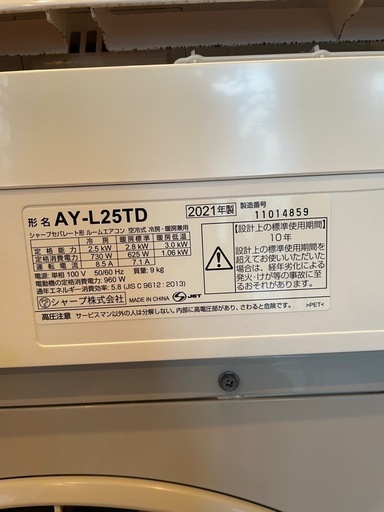 形名 AY-L25TD 2021年製 製造番号 11014859
シャープセパレート形 ルームエアコン 空冷式 冷房・暖房兼用
冷房 暖房標準 暖房低温
定格能力 2.5 kW 2.8 kW 3.0 kW
定格消費電力 730 W 625 W 1.06 kW
運転電流 8.5 A 7.1 A
電源: 単相 100 V 50/60 Hz 質量: 9 kg
電動機の定格消費電力: 960 W
通年エネルギー消費効率: 5.8 (JIS C 9612 : 2013)
シャープ株式会社 MADE IN CHINA S JET
【設計上の標準使用期間】
10年
設計上の標準使用期間
を超えてお使いいただ
いた場合は、経年劣化によ
る発火・けが等の事故に至
るおそれがあります。
高圧注意 サービスマン以外の人は分解しない。内部に高電圧部があり、さわると危険です。 >PET<